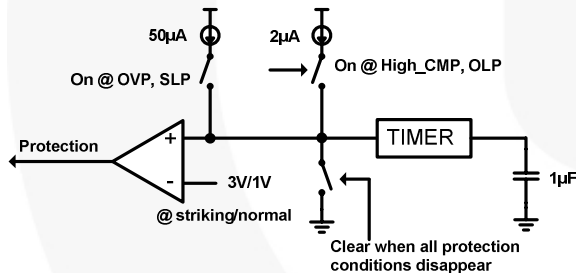 50µA
2µA
On @ OVP, SLP
On @ High_CMP, OLP
Protection
+
TIMER
-
3V/1V
1µF
@ striking/normal
Clear when all protection
conditions disappear